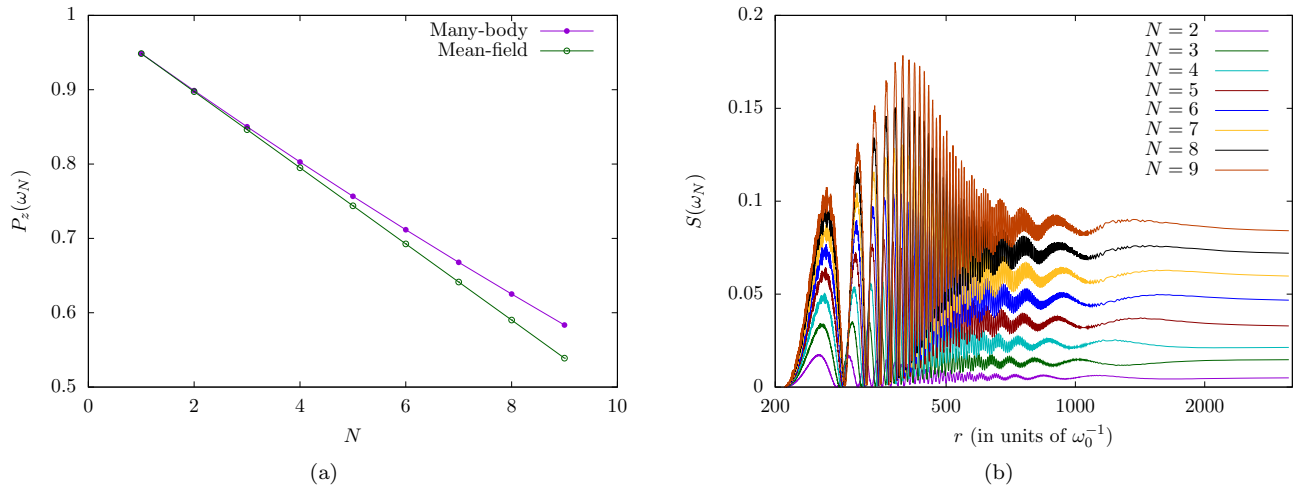 1
0.9
0.8
0.7
0.6
0.5
P_z(ω_N)
0 2 4 6 8 10
N
Many-body
Mean-field
(a)
0.2
0.15
0.1
0.05
0
S(ω_N)
200 500 1000 2000
r (in units of ω_0^{-1})
N = 2
N = 3
N = 4
N = 5
N = 6
N = 7
N = 8
N = 9
(b)